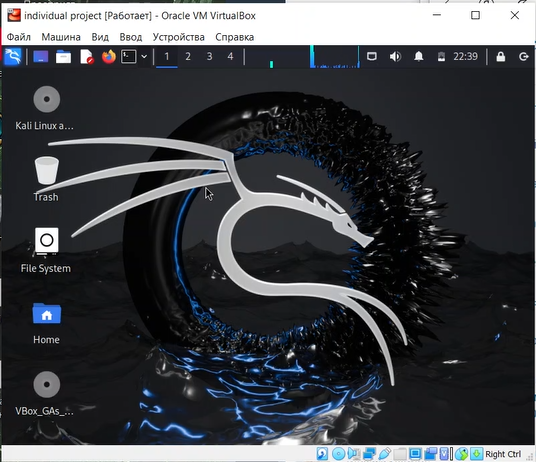 individual project [Работает] - Oracle VM VirtualBox
Файл Машина Вид Ввод Устройства Справка
1 2 3 4 22:39
Kali Linux a...
Trash
File System
Home
VBox_GAs_...
Right Ctrl